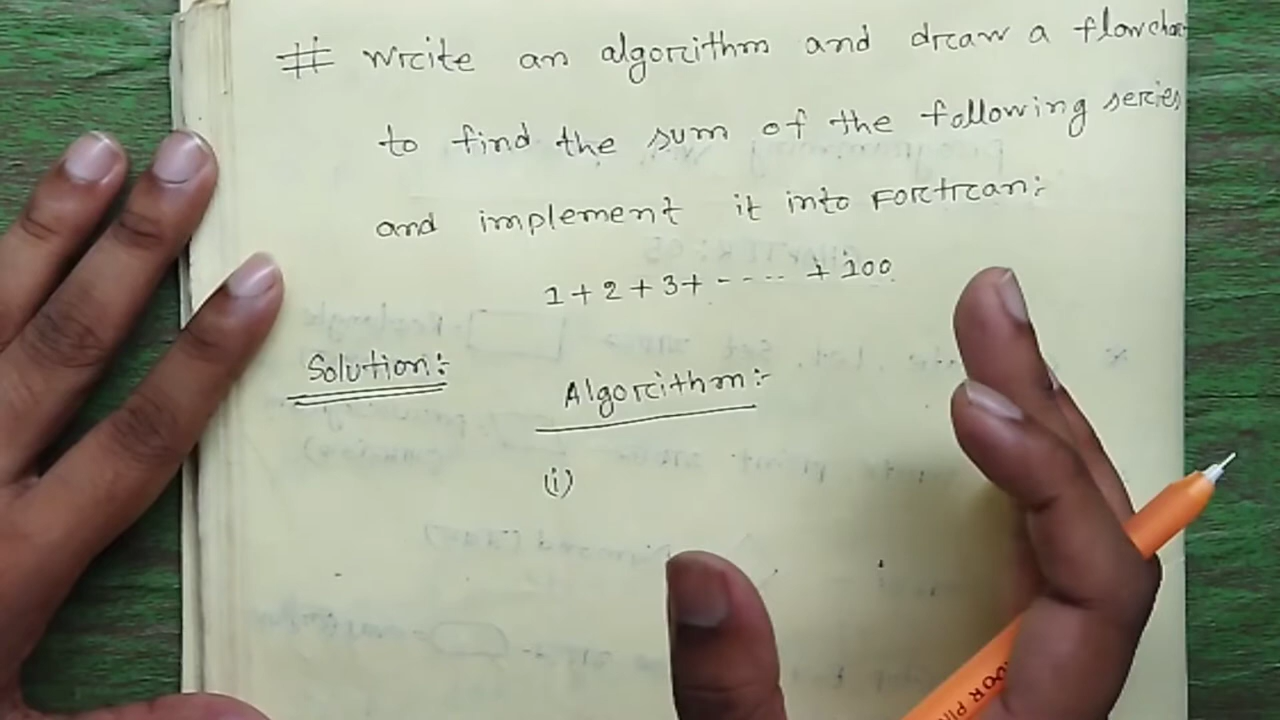 # write an algorithm and draw a flowchar
to find the sum of the following series
and implement it into Fortran:
1 + 2 + 3 + - - - - + 100
Solution:
Algorithm:-
(i)